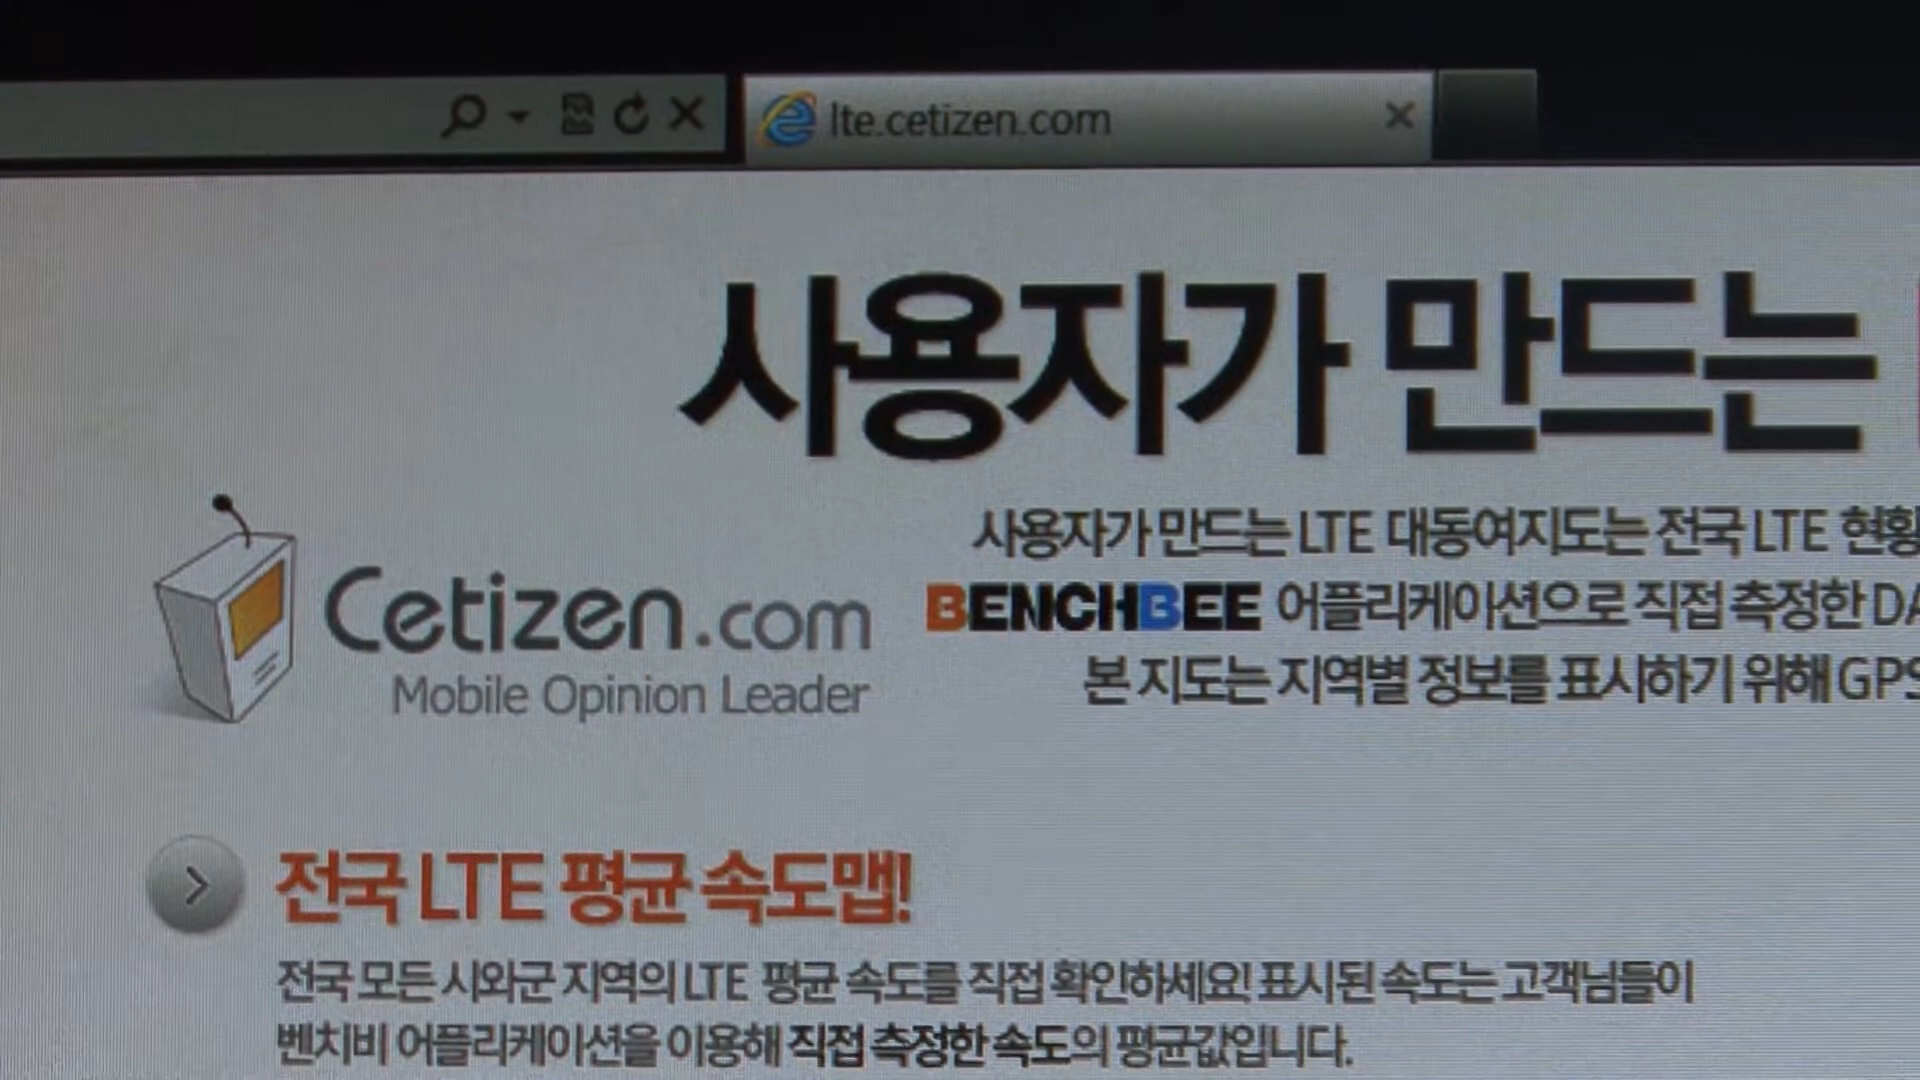 lte.cetizen.com
사용자가 만드는
사용자가 만드는 LTE 대동여지도는 전국 LTE 현황
BENCHBEE 어플리케이션으로 직접 측정한 DA
본 지도는 지역별 정보를 표시하기 위해 GPS
Cetizen.com
Mobile Opinion Leader
전국 LTE 평균 속도맵!
전국 모든 시와군 지역의 LTE 평균 속도를 직접 확인하세요! 표시된 속도는 고객님들이
벤치비 어플리케이션을 이용해 직접 측정한 속도의 평균값입니다.